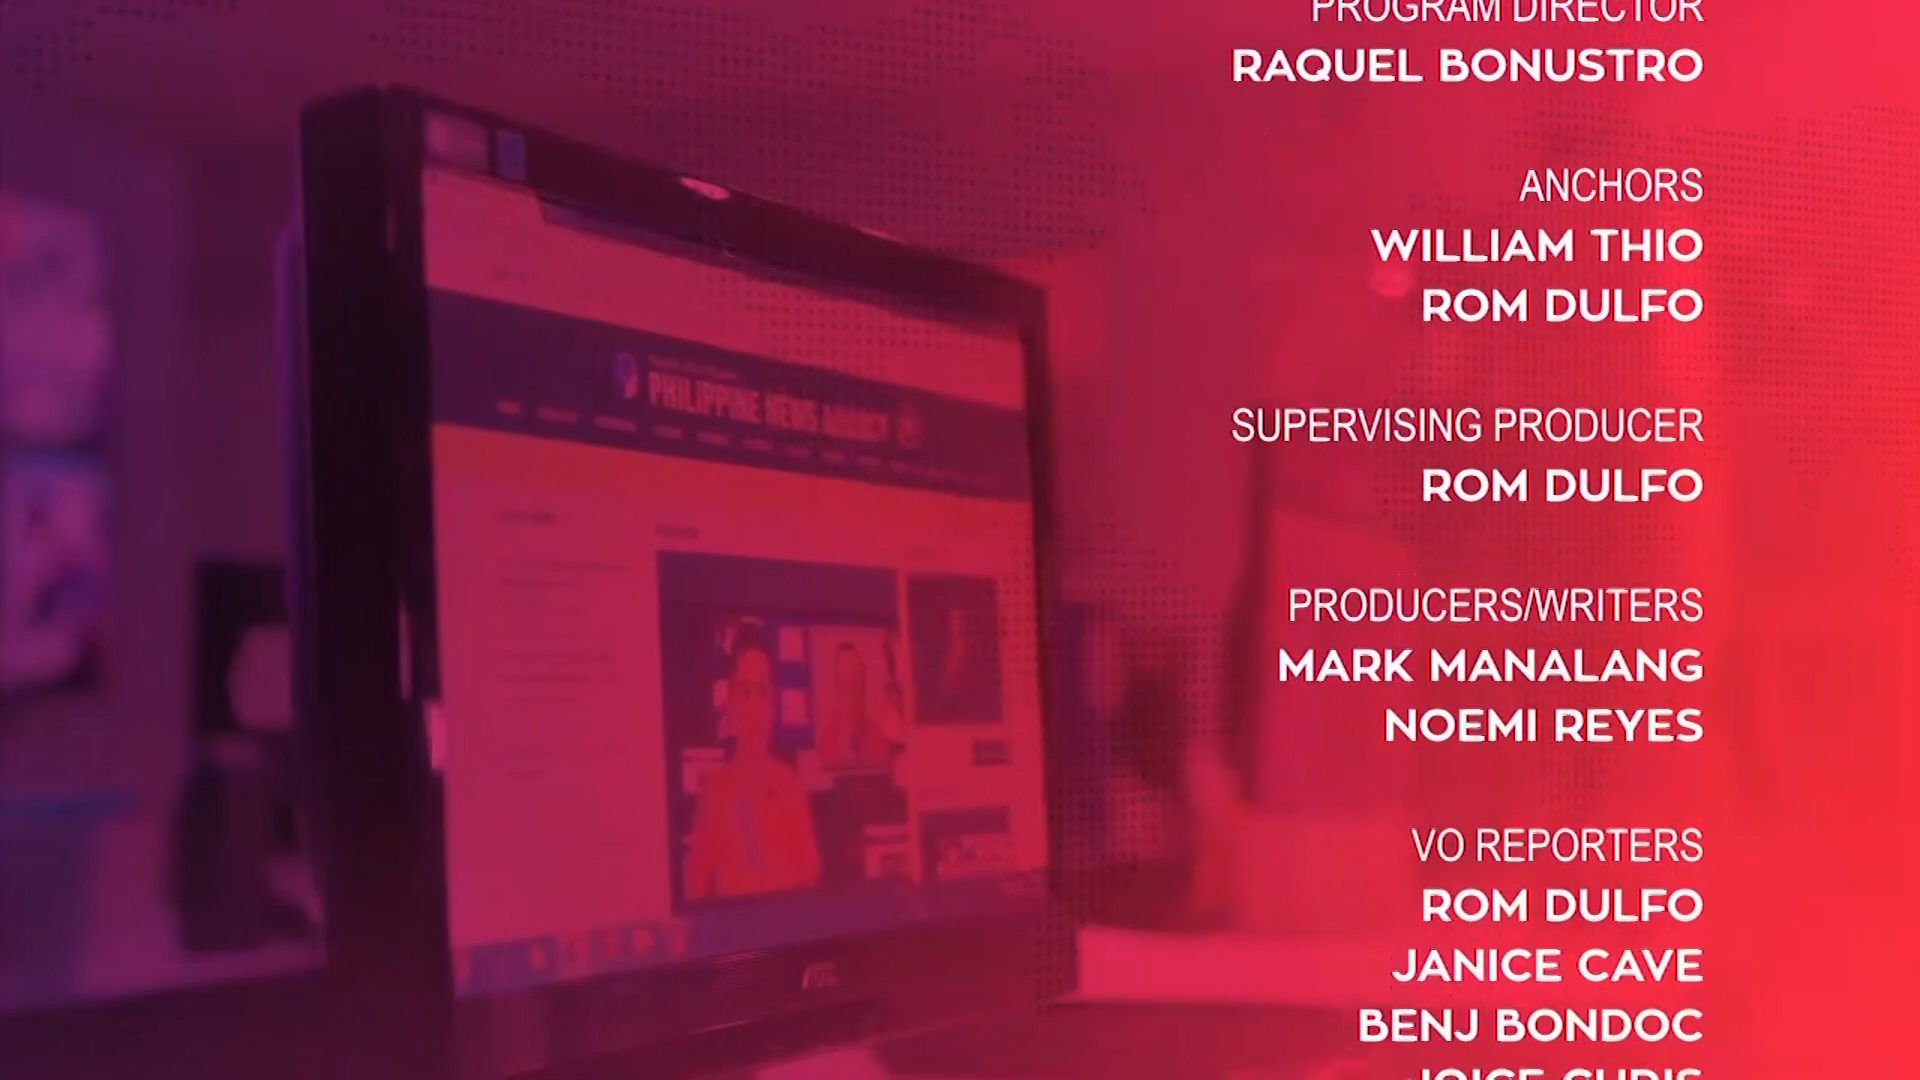 PROGRAM DIRECTOR
RAQUEL BONUSTRO
ANCHORS
WILLIAM THIO
ROM DULFO
SUPERVISING PRODUCER
ROM DULFO
PRODUCERS/WRITERS
MARK MANALANG
NOEMI REYES
VO REPORTERS
ROM DULFO
JANICE CAVE
BENJ BONDOC
PHILIPPINE NEWS AGENCY